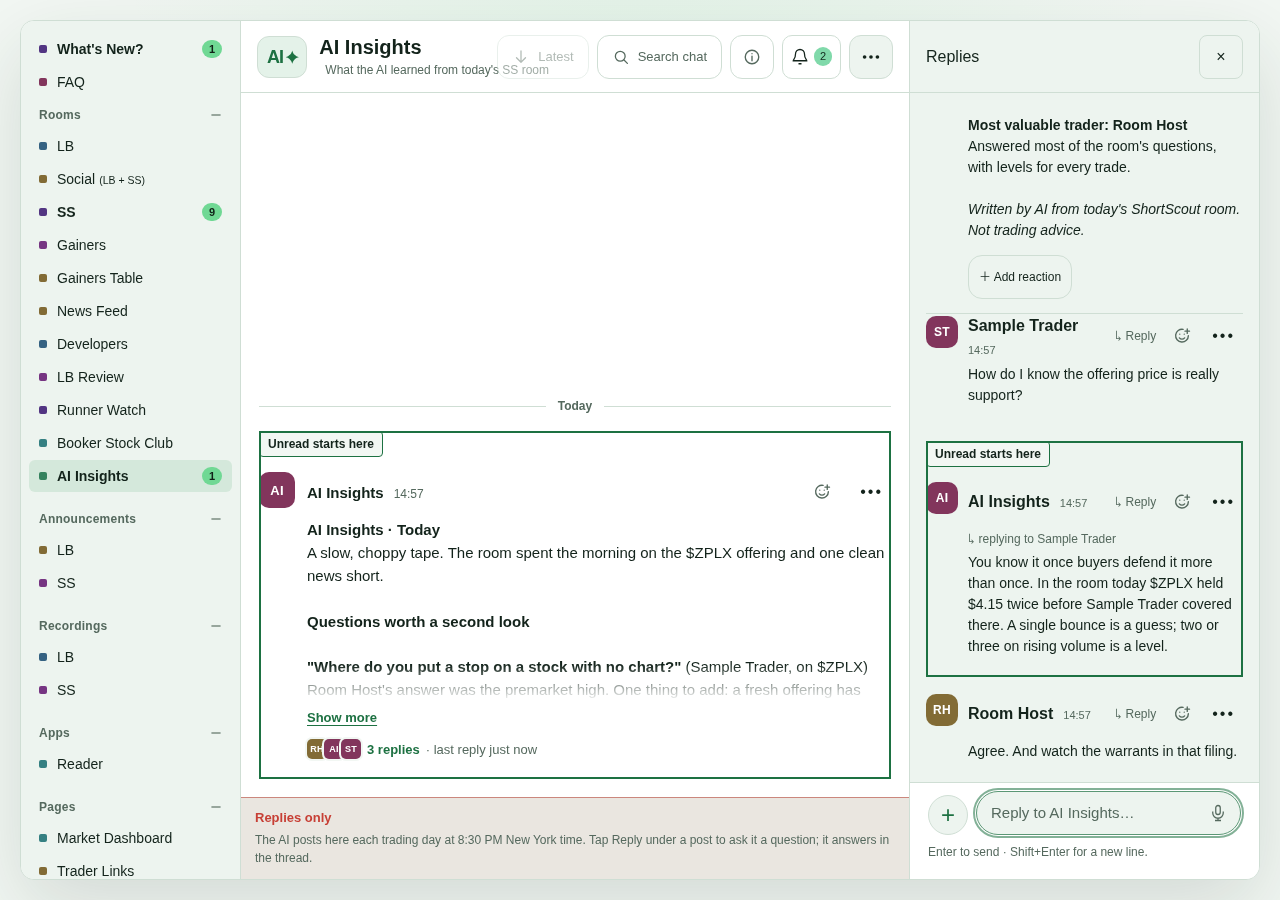 What's New?
1
FAQ
Rooms
LB
Social (LB + SS)
SS
9
Gainers
Gainers Table
News Feed
Developers
LB Review
Runner Watch
Booker Stock Club
AI Insights
1
Announcements
LB
SS
Recordings
LB
SS
Apps
Reader
Pages
Market Dashboard
Trader Links
AI
AI Insights
What the AI learned from today's SS room
Latest
Search chat
2
Today
Unread starts here
AI
AI Insights 14:57
AI Insights · Today
A slow, choppy tape. The room spent the morning on the $ZPLX offering and one clean
news short.
Questions worth a second look
"Where do you put a stop on a stock with no chart?" (Sample Trader, on $ZPLX)
Room Host's answer was the premarket high. One thing to add: a fresh offering has
Show more
RH AI ST 3 replies · last reply just now
Replies only
The AI posts here each trading day at 8:30 PM New York time. Tap Reply under a post to ask it a question; it answers in
the thread.
Replies
×
Most valuable trader: Room Host
Answered most of the room's questions,
with levels for every trade.
Written by AI from today's ShortScout room.
Not trading advice.
+ Add reaction
ST
Sample Trader
14:57
↳ Reply
How do I know the offering price is really
support?
Unread starts here
AI
AI Insights 14:57 ↳ Reply
↳ replying to Sample Trader
You know it once buyers defend it more
than once. In the room today $ZPLX held
$4.15 twice before Sample Trader covered
there. A single bounce is a guess; two or
three on rising volume is a level.
RH
Room Host 14:57 ↳ Reply
Agree. And watch the warrants in that filing.
+
Reply to AI Insights…
Enter to send · Shift+Enter for a new line.